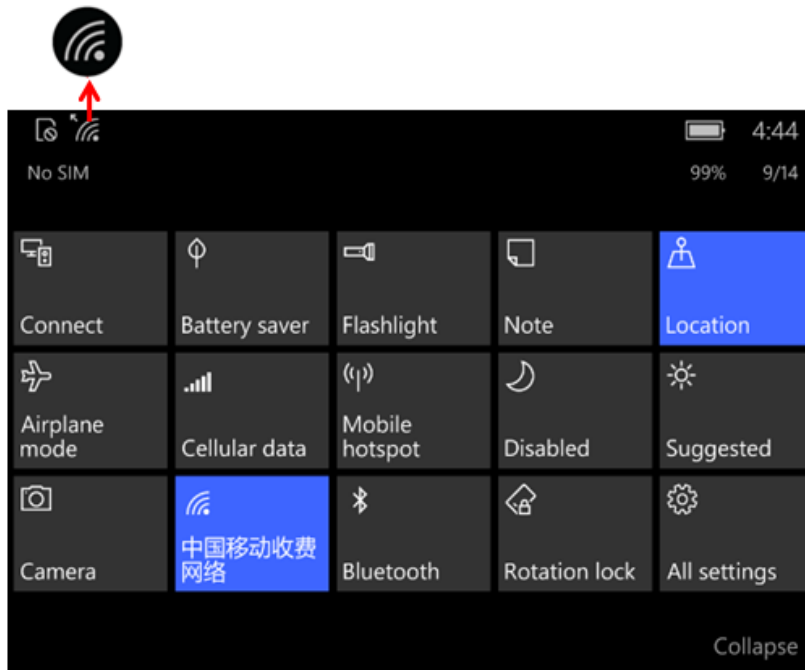 4:44
No SIM
99%
9/14
Connect
Battery saver
Flashlight
Note
Location
Airplane
mode
Cellular data
Mobile
hotspot
Disabled
Suggested
Camera
中国移动收费
网络
Bluetooth
Rotation lock
All settings
Collapse